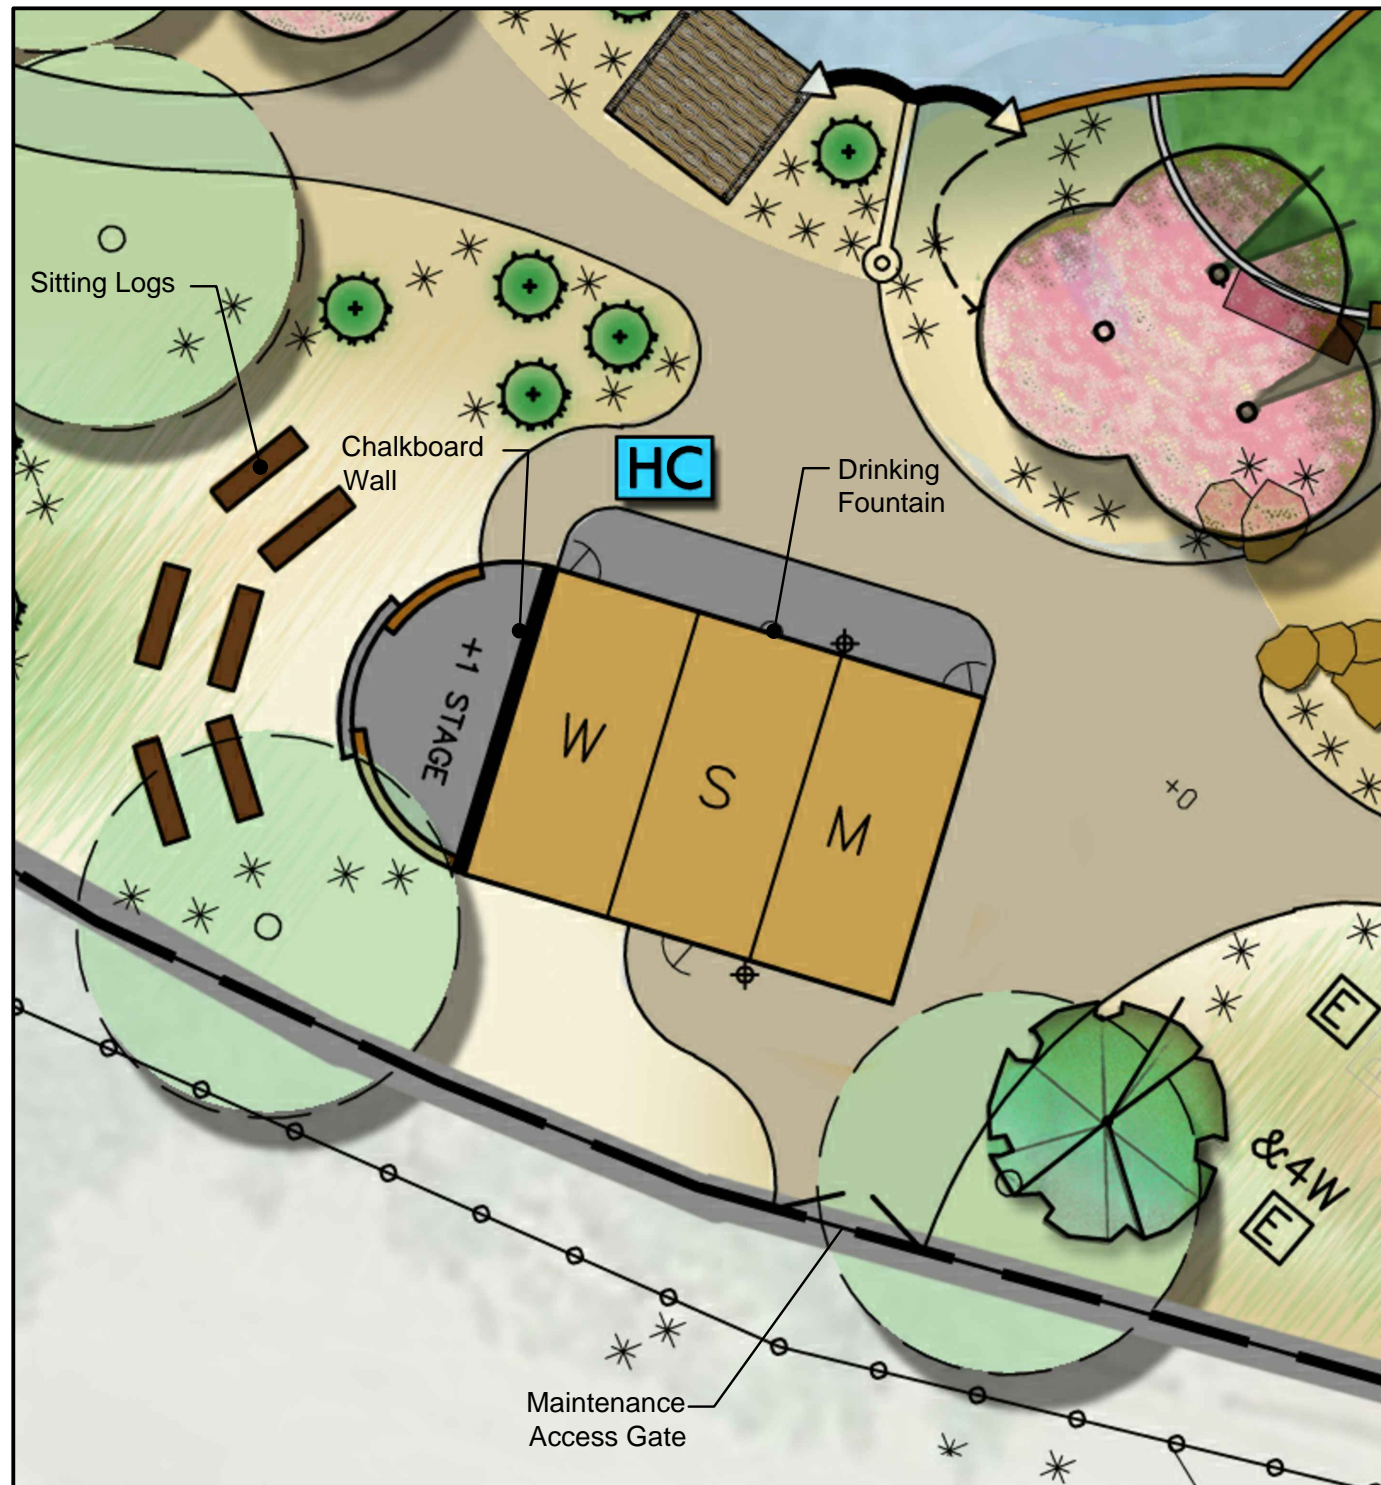 Sitting Logs
Chalkboard
Wall
HC
Drinking
Fountain
+1 STAGE
W
S
M
+0
E
&4W
E
Maintenance
Access Gate